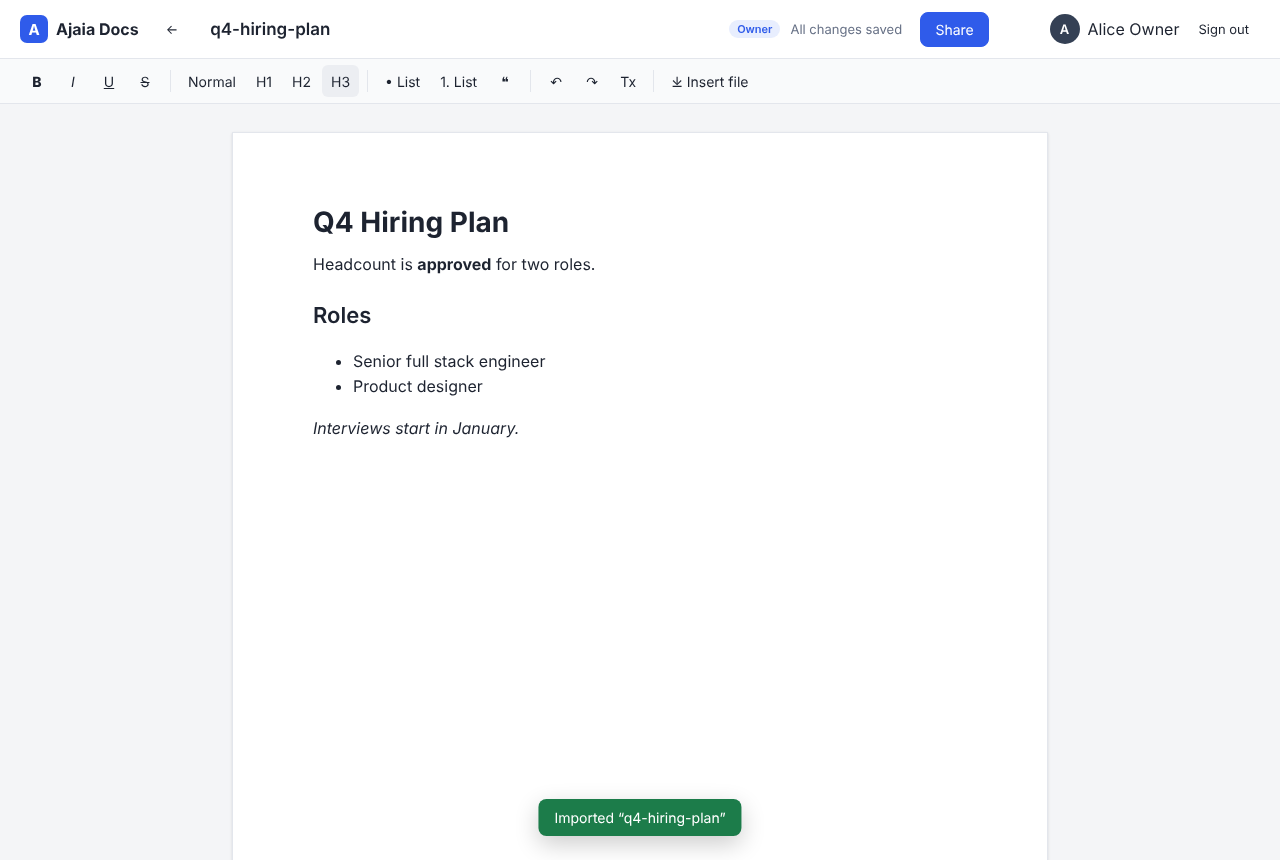 A Ajaia Docs ← q4-hiring-plan Owner All changes saved Share A Alice Owner Sign out
B I U S Normal H1 H2 H3 • List 1. List ❝ ↶ ↷ Tx ⤓ Insert file
Q4 Hiring Plan
Headcount is approved for two roles.
Roles
• Senior full stack engineer
• Product designer
Interviews start in January.
Imported “q4-hiring-plan”